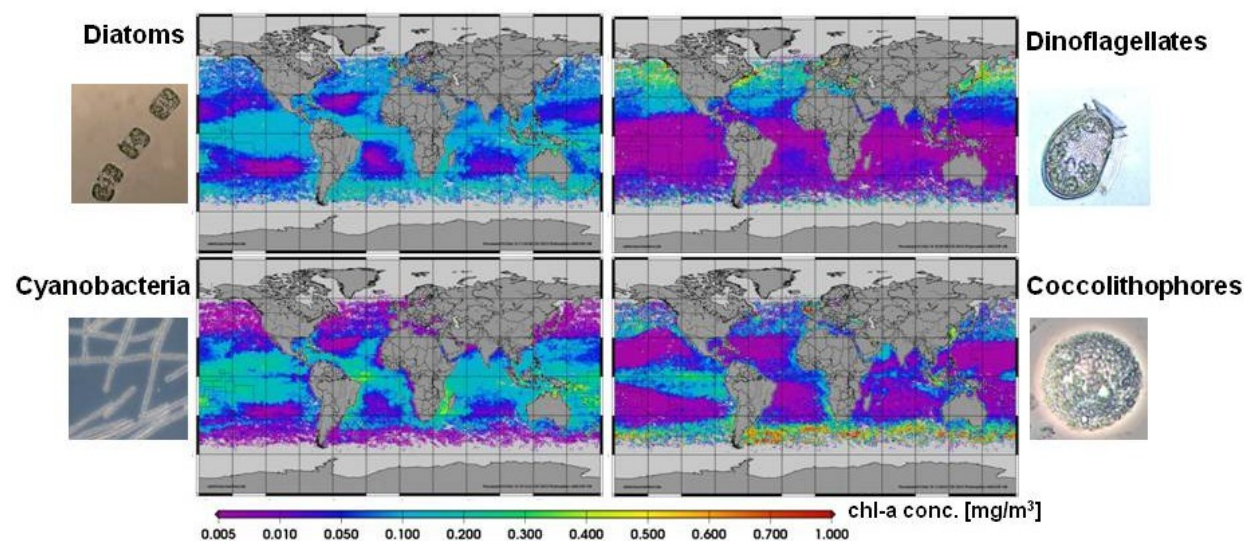 Diatoms
Dinoflagellates
Cyanobacteria
Coccolithophores
chl-a conc. [mg/m³]
0.005 0.010 0.050 0.100 0.200 0.300 0.400 0.500 0.600 0.700 1.000